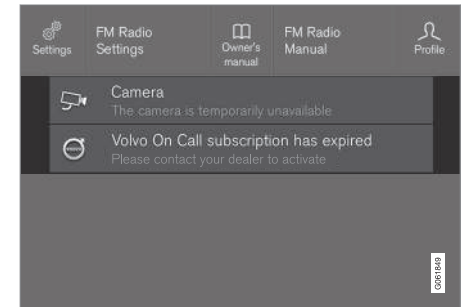 Settings
FM Radio
Settings
Owner's
manual
FM Radio
Manual
Profile
Camera
The camera is temporarily unavailable
Volvo On Call subscription has expired
Please contact your dealer to activate
G061849